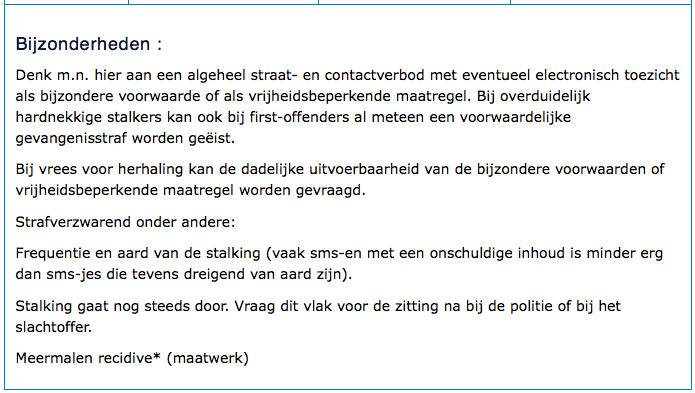 Bijzonderheden :
Denk m.n. hier aan een algeheel straat- en contactverbod met eventueel electronisch toezicht
als bijzondere voorwaarde of als vrijheidsbeperkende maatregel. Bij overduidelijk
hardnekkige stalkers kan ook bij first-offenders al meteen een voorwaardelijke
gevangenisstraf worden geëist.
Bij vrees voor herhaling kan de dadelijke uitvoerbaarheid van de bijzondere voorwaarden of
vrijheidsbeperkende maatregel worden gevraagd.
Strafverzwarend onder andere:
Frequentie en aard van de stalking (vaak sms-en met een onschuldige inhoud is minder erg
dan sms-jes die tevens dreigend van aard zijn).
Stalking gaat nog steeds door. Vraag dit vlak voor de zitting na bij de politie of bij het
slachtoffer.
Meermalen recidive* (maatwerk)